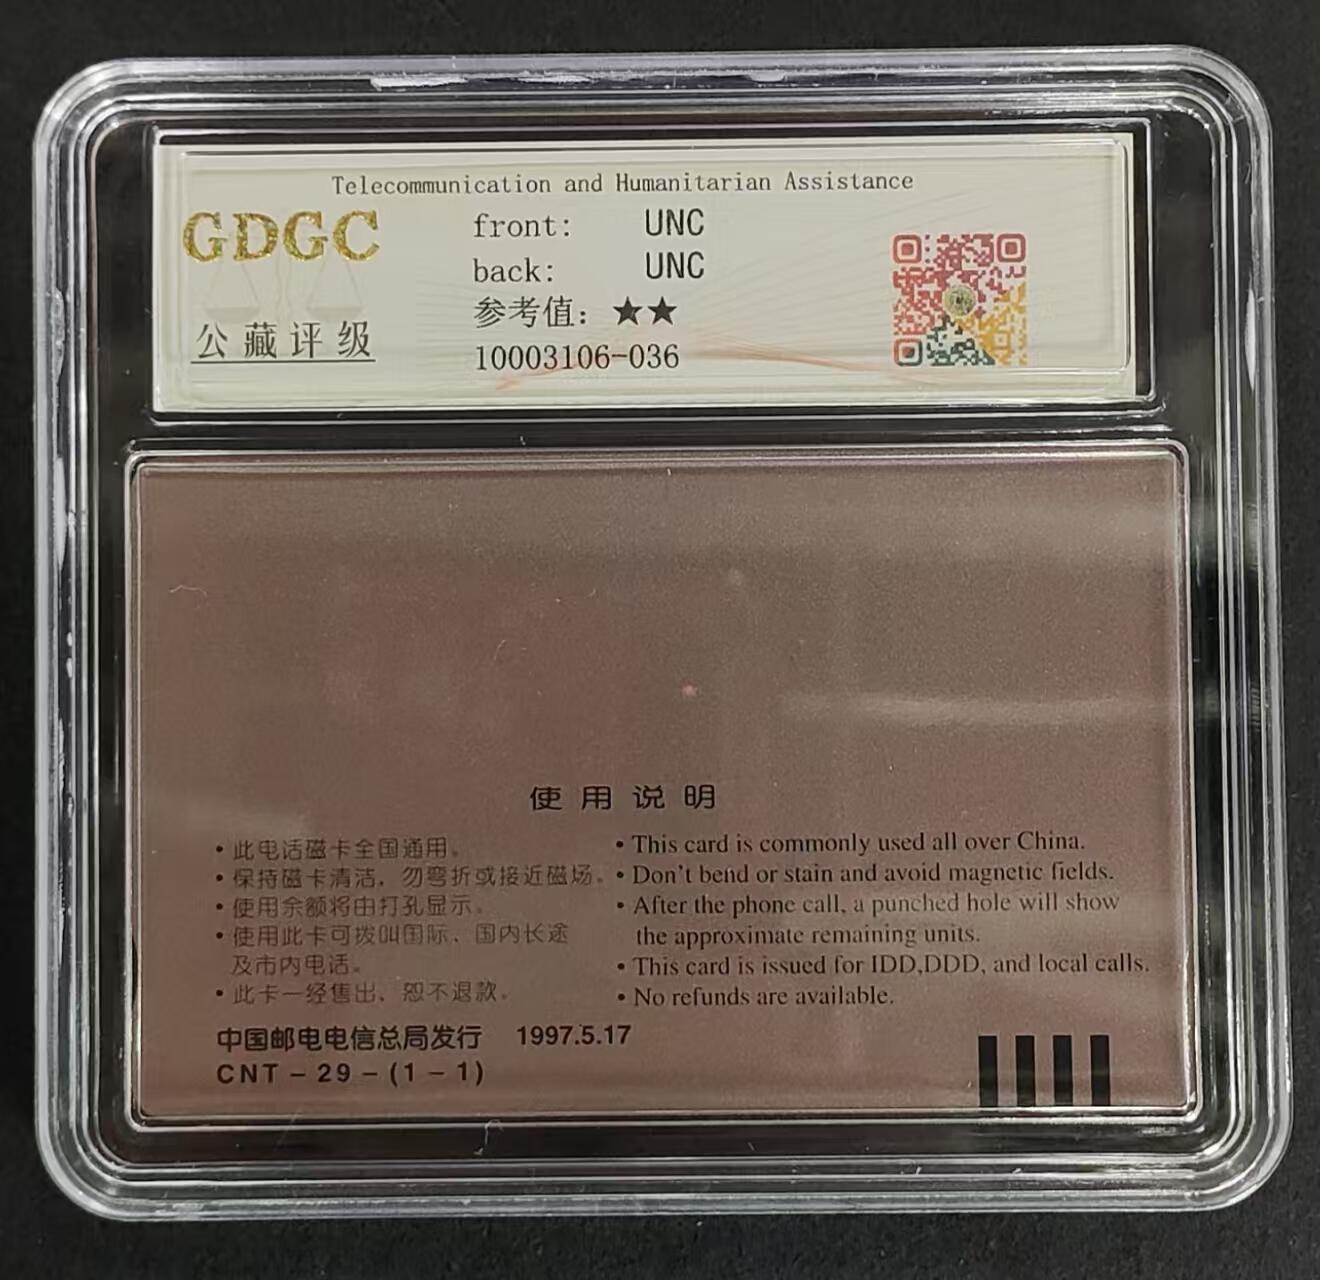 Telecommunication and Humanitarian Assistance
GDGC
公藏评级
front: UNC
back: UNC
参考值：★★
10003106-036
使用说明
• 此电话磁卡全国通用。
• 保持磁卡清洁，勿弯折或接近磁场。
• 使用余额将由打孔显示。
• 使用此卡可拨叫国际、国内长途
及市内电话。
• 此卡一经售出，恕不退款。
• This card is commonly used all over China.
• Don't bend or stain and avoid magnetic fields.
• After the phone call, a punched hole will show
the approximate remaining units.
• This card is issued for IDD,DDD, and local calls.
• No refunds are available.
中国邮电电信总局发行 1997.5.17
CNT－29－(1－1)